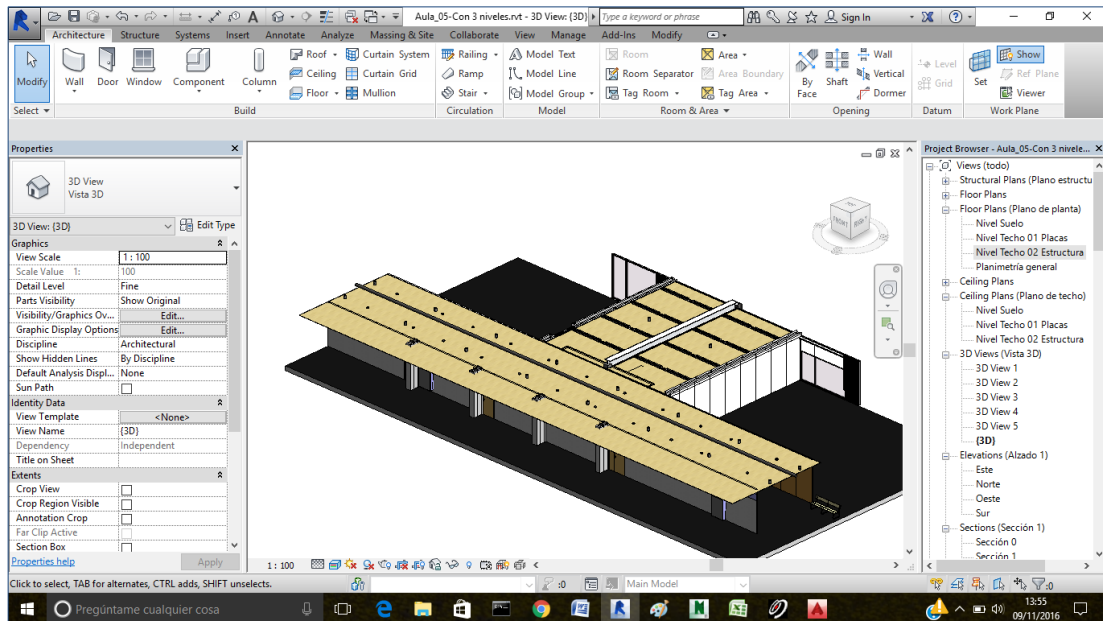 Aula_05-Con 3 niveles.rvt - 3D View: {3D}
Type a keyword or phrase
Sign In
Architecture Structure Systems Insert Annotate Analyze Massing & Site Collaborate View Manage Add-Ins Modify
Modify
Wall
Door
Window
Component
Column
Roof
Ceiling
Floor
Curtain System
Curtain Grid
Mullion
Railing
Ramp
Stair
Model Text
Model Line
Model Group
Room
Room Separator
Tag Room
Area
Area Boundary
Tag Area
By Face
Shaft
Wall
Vertical
Dormer
Level
Grid
Set
Show
Ref Plane
Viewer
Select Build Circulation Model Room & Area Opening Datum Work Plane
Properties
3D View
Vista 3D
3D View: {3D} Edit Type
Graphics
View Scale 1 : 100
Scale Value 1: 100
Detail Level Fine
Parts Visibility Show Original
Visibility/Graphics Ov... Edit...
Graphic Display Options Edit...
Discipline Architectural
Show Hidden Lines By Discipline
Default Analysis Displ... None
Sun Path
Identity Data
View Template <None>
View Name {3D}
Dependency Independent
Title on Sheet
Extents
Crop View
Crop Region Visible
Annotation Crop
Far Clip Active
Section Box
Properties help Apply
FRONT RIGHT
1 : 100
Project Browser - Aula_05-Con 3 nivele...
Views (todo)
Structural Plans (Plano estructu
Floor Plans
Floor Plans (Plano de planta)
Nivel Suelo
Nivel Techo 01 Placas
Nivel Techo 02 Estructura
Planimetría general
Ceiling Plans
Ceiling Plans (Plano de techo)
Nivel Suelo
Nivel Techo 01 Placas
Nivel Techo 02 Estructura
3D Views (Vista 3D)
3D View 1
3D View 2
3D View 3
3D View 4
3D View 5
{3D}
Elevations (Alzado 1)
Este
Norte
Oeste
Sur
Sections (Sección 1)
Sección 0
Sección 1
Click to select, TAB for alternates, CTRL adds, SHIFT unselects.
:0
Main Model
:0
Pregúntame cualquier cosa
13:55
09/11/2016